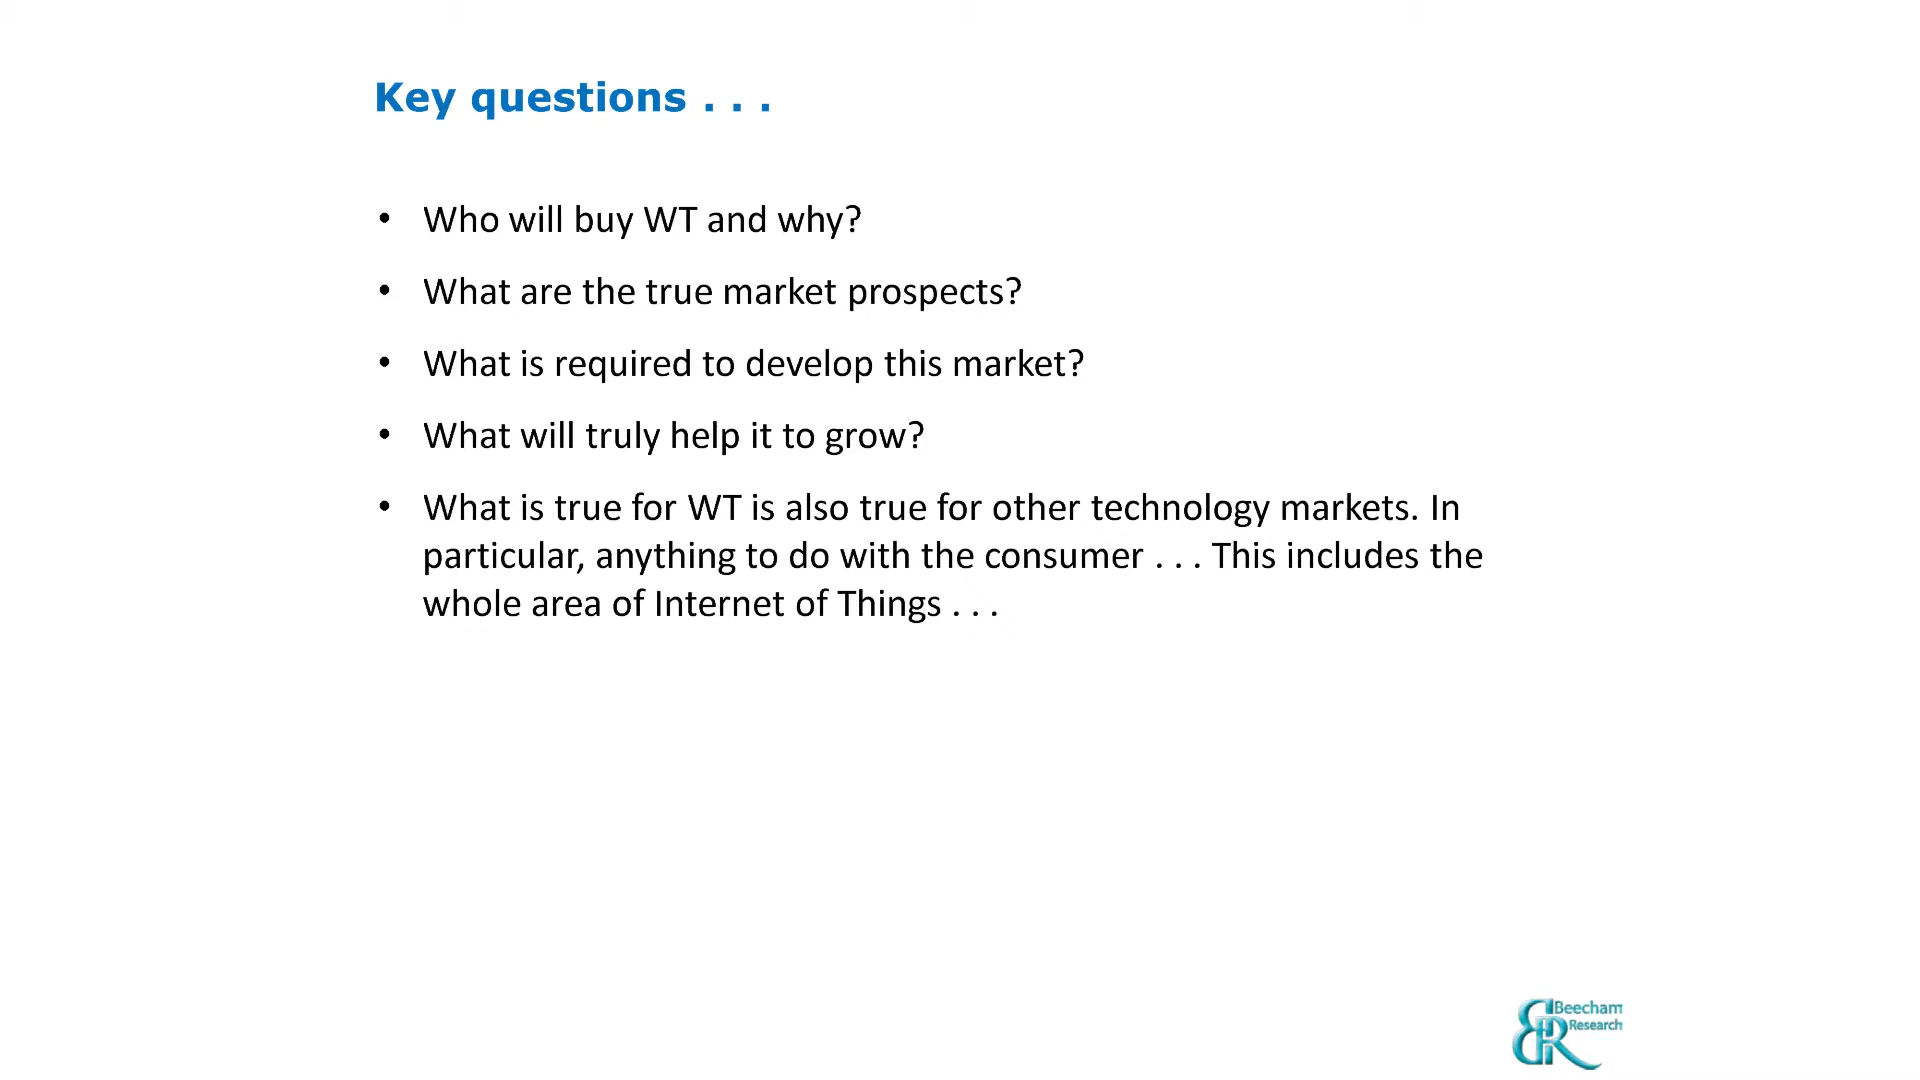 Key questions . . .
• Who will buy WT and why?
• What are the true market prospects?
• What is required to develop this market?
• What will truly help it to grow?
• What is true for WT is also true for other technology markets. In
particular, anything to do with the consumer . . . This includes the
whole area of Internet of Things . . .
Beecham
Research